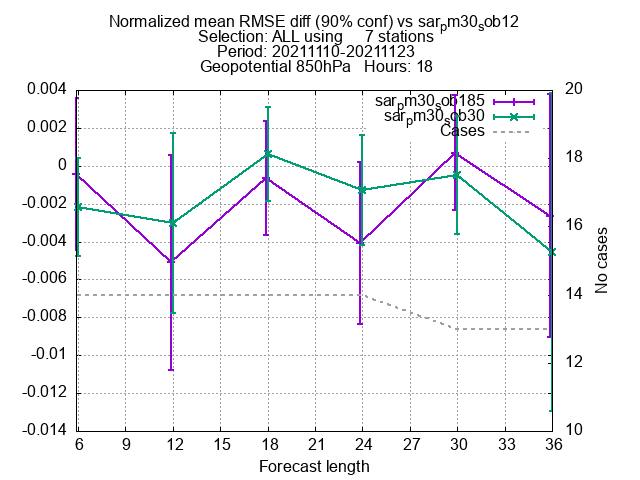 Normalized mean RMSE diff (90% conf) vs sarpm30sob12
Selection: ALL using 7 stations
Period: 20211110-20211123
Geopotential 850hPa Hours: 18
sarpm30sob185
sarpm30sob30
Cases
0.004
0.002
0
-0.002
-0.004
-0.006
-0.008
-0.01
-0.012
-0.014
20
18
16
14
12
10
No cases
6 9 12 15 18 21 24 27 30 33 36
Forecast length